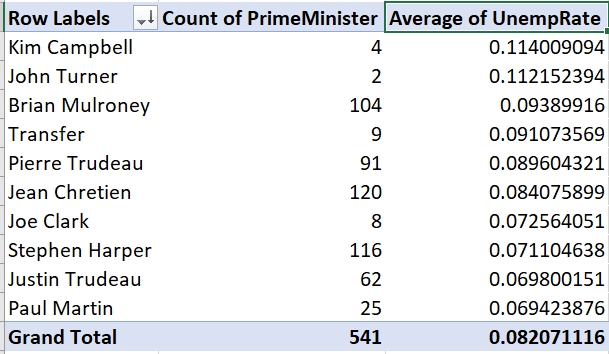 Row Labels Count of PrimeMinister Average of UnempRate
Kim Campbell 4 0.114009094
John Turner 2 0.112152394
Brian Mulroney 104 0.09389916
Transfer 9 0.091073569
Pierre Trudeau 91 0.089604321
Jean Chretien 120 0.084075899
Joe Clark 8 0.072564051
Stephen Harper 116 0.071104638
Justin Trudeau 62 0.069800151
Paul Martin 25 0.069423876
Grand Total 541 0.082071116